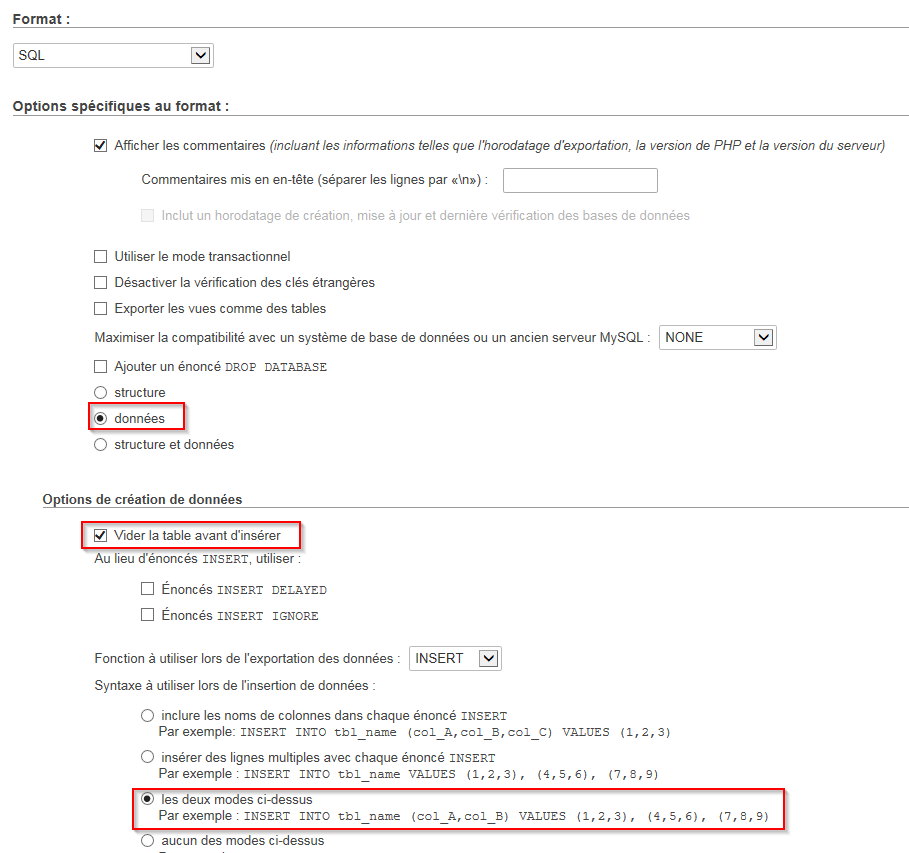 Format :
SQL
Options spécifiques au format :
Afficher les commentaires (incluant les informations telles que l'horodatage d'exportation, la version de PHP et la version du serveur)
Commentaires mis en en-tête (séparer les lignes par «\n») :
Inclut un horodatage de création, mise à jour et dernière vérification des bases de données
Utiliser le mode transactionnel
Désactiver la vérification des clés étrangères
Exporter les vues comme des tables
Maximiser la compatibilité avec un système de base de données ou un ancien serveur MySQL : NONE
Ajouter un énoncé DROP DATABASE
structure
données
structure et données
Options de création de données
Vider la table avant d'insérer
Au lieu d'énoncés INSERT, utiliser :
Énoncés INSERT DELAYED
Énoncés INSERT IGNORE
Fonction à utiliser lors de l'exportation des données : INSERT
Syntaxe à utiliser lors de l'insertion de données :
inclure les noms de colonnes dans chaque énoncé INSERT
Par exemple: INSERT INTO tbl_name (col_A,col_B,col_C) VALUES (1,2,3)
insérer des lignes multiples avec chaque énoncé INSERT
Par exemple : INSERT INTO tbl_name VALUES (1,2,3), (4,5,6), (7,8,9)
les deux modes ci-dessus
Par exemple : INSERT INTO tbl_name (col_A,col_B) VALUES (1,2,3), (4,5,6), (7,8,9)
aucun des modes ci-dessus